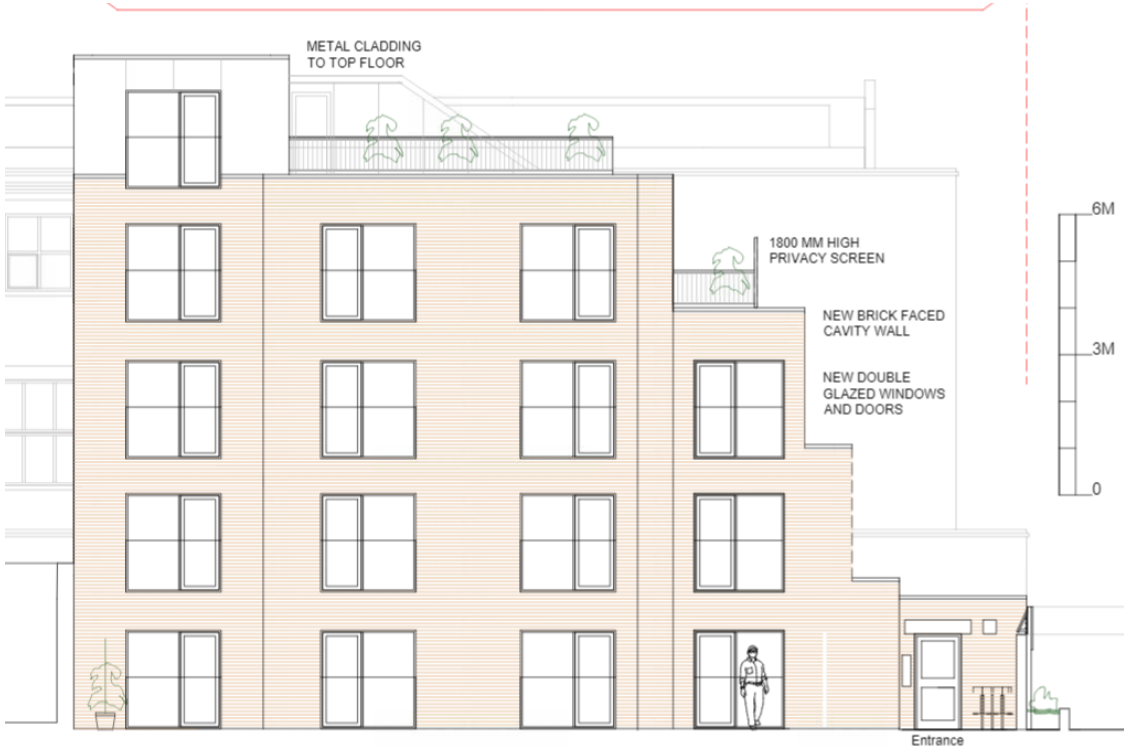 METAL CLADDING
TO TOP FLOOR
6M
1800 MM HIGH
PRIVACY SCREEN
NEW BRICK FACED
CAVITY WALL
3M
NEW DOUBLE
GLAZED WINDOWS
AND DOORS
0
Entrance